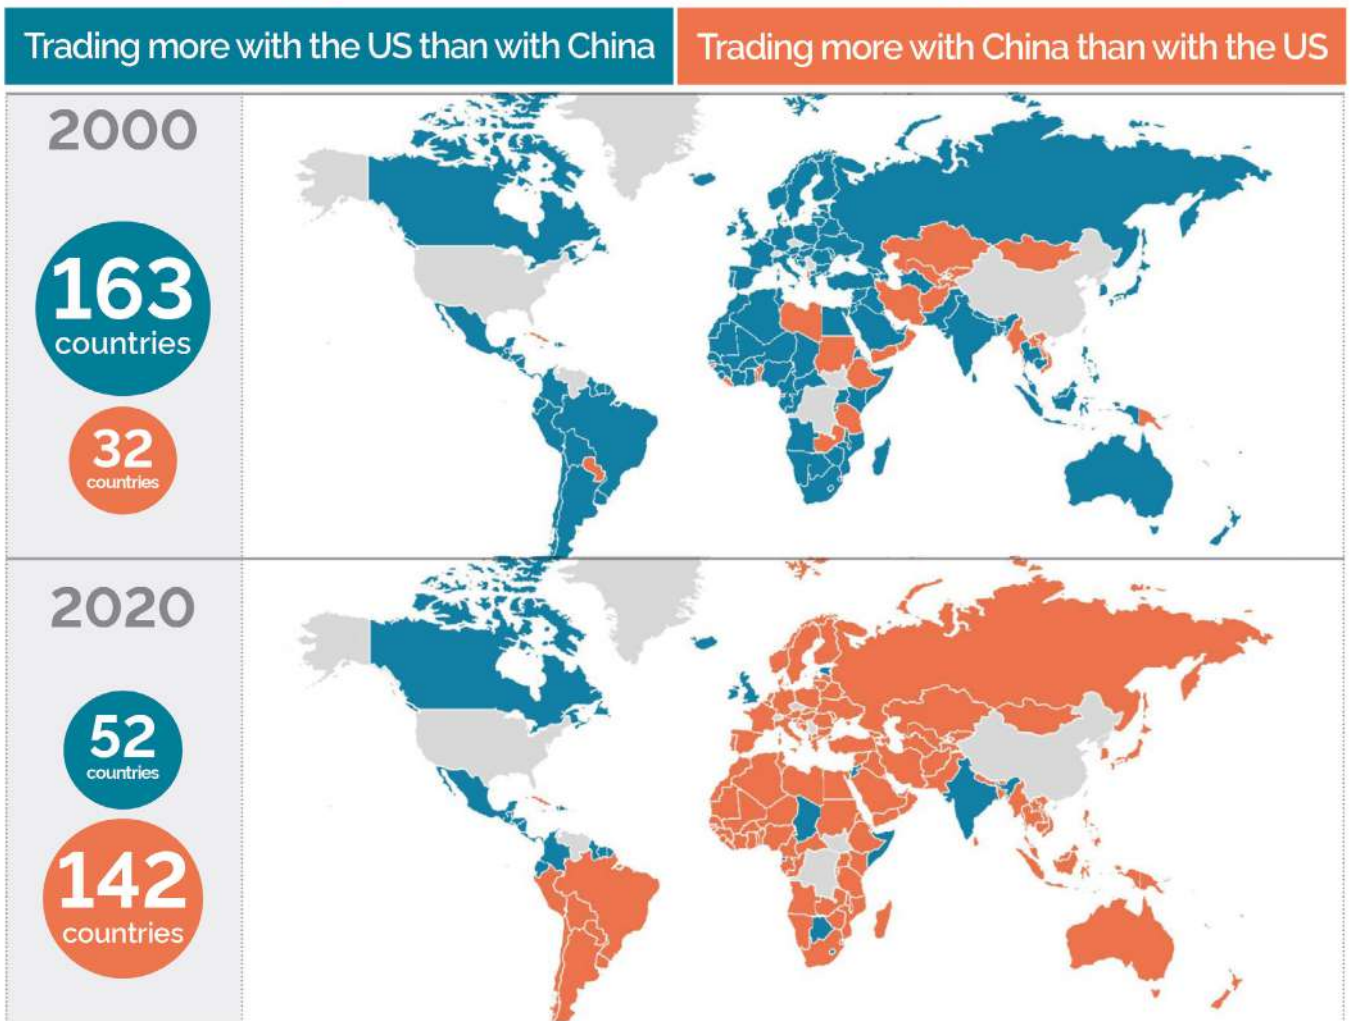 Trading more with the US than with China
Trading more with China than with the US
2000
163
countries
32
countries
2020
52
countries
142
countries